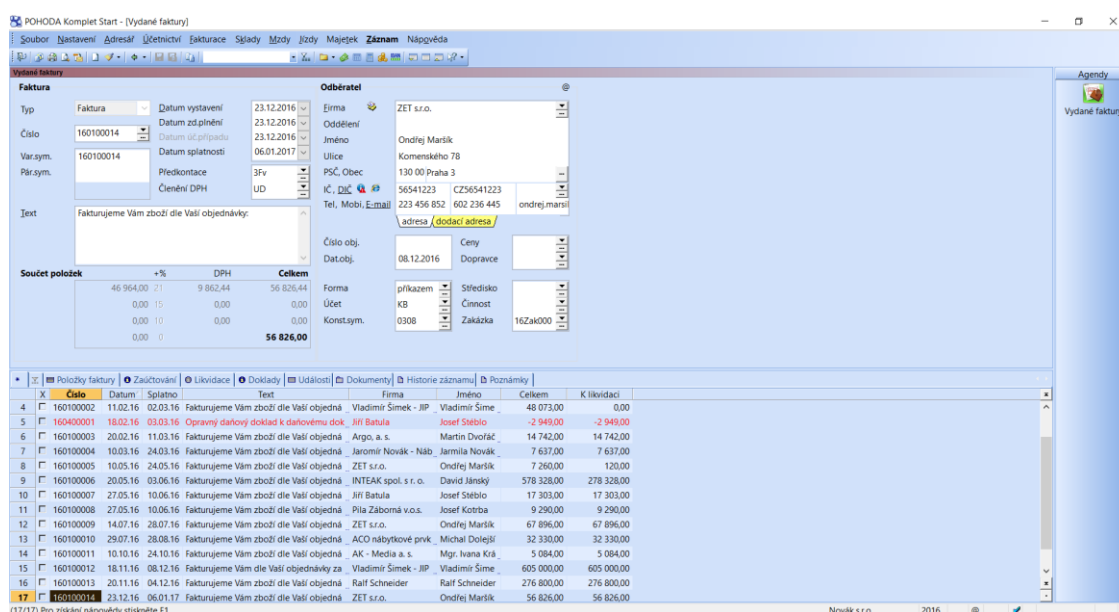 POHODA Komplet Start - [Vydané faktury]
Soubor Nastavení Adresář Účetnictví Fakturace Sklady Mzdy Jízdy Majetek Záznam Nápověda
Vydané faktury
Agendy
Vydané faktury
Faktura
Odběratel @
Typ Faktura Datum vystavení 23.12.2016 Firma ZET s.r.o.
Datum zd.plnění 23.12.2016 Oddělení
Číslo 160100014 Datum úč.případu 23.12.2016 Jméno Ondřej Maršík
Var.sym. 160100014 Datum splatnosti 06.01.2017 Ulice Komenského 78
Pár.sym. Předkontace 3Fv PSČ, Obec 130 00 Praha 3
Členění DPH UD IČ, DIČ 56541223 CZ56541223
Tel, Mobi, E-mail 223 456 852 602 236 445 ondrej.marsil
Text Fakturujeme Vám zboží dle Vaší objednávky:
adresa dodací adresa
Číslo obj. Ceny
Dat.obj. 08.12.2016 Dopravce
Součet položek +% DPH Celkem
46 964,00 21 9 862,44 56 826,44 Forma příkazem Středisko
0,00 15 0,00 0,00 Účet KB Činnost
0,00 10 0,00 0,00 Konst.sym. 0308 Zakázka 16Zak000
0,00 0 56 826,00
Položky faktury Zaúčtování Likvidace Doklady Události Dokumenty Historie záznamu Poznámky
X Číslo Datum Splatno Text Firma Jméno Celkem K likvidaci
4 160100002 11.02.16 02.03.16 Fakturujeme Vám zboží dle Vaší objedná Vladimír Šimek - JIP Vladimír Šime 48 073,00 0,00
5 160400001 18.02.16 03.03.16 Opravný daňový doklad k daňovému dok Jiří Batula Josef Stéblo -2 949,00 -2 949,00
6 160100003 20.02.16 11.03.16 Fakturujeme Vám zboží dle Vaší objedná Argo, a. s. Martin Dvořáč 14 742,00 14 742,00
7 160100004 10.03.16 24.03.16 Fakturujeme Vám zboží dle Vaší objedná Jaromír Novák - Náb Jarmila Novák 7 637,00 7 637,00
8 160100005 10.05.16 24.05.16 Fakturujeme Vám zboží dle Vaší objedná ZET s.r.o. Ondřej Maršík 7 260,00 120,00
9 160100006 20.05.16 03.06.16 Fakturujeme Vám zboží dle Vaší objedná INTEAK spol. s r. o. David Jánský 578 328,00 278 328,00
10 160100007 27.05.16 10.06.16 Fakturujeme Vám zboží dle Vaší objedná Jiří Batula Josef Stéblo 17 303,00 17 303,00
11 160100008 27.05.16 10.06.16 Fakturujeme Vám zboží dle Vaší objedná Pila Záborná v.o.s. Josef Kotrba 9 290,00 9 290,00
12 160100009 14.07.16 28.07.16 Fakturujeme Vám zboží dle Vaší objedná ZET s.r.o. Ondřej Maršík 67 896,00 67 896,00
13 160100010 29.07.16 28.08.16 Fakturujeme Vám zboží dle Vaší objedná ACO nábytkové prvk Michal Dolejší 32 330,00 32 330,00
14 160100011 10.10.16 24.10.16 Fakturujeme Vám zboží dle Vaší objedná AK - Media a. s. Mgr. Ivana Krá 5 084,00 5 084,00
15 160100012 18.11.16 08.12.16 Fakturujeme Vám dle Vaší objednávky za Vladimír Šimek - JIP Vladimír Šime 605 000,00 605 000,00
16 160100013 20.11.16 04.12.16 Fakturujeme Vám zboží dle Vaší objedná Ralf Schneider Ralf Schneider 276 800,00 276 800,00
17 160100014 23.12.16 06.01.17 Fakturujeme Vám zboží dle Vaší objedná ZET s.r.o. Ondřej Maršík 56 826,00 56 826,00
(17/17) Pro získání nápovědy stiskněte F1. Novák s.r.o. 2016 @